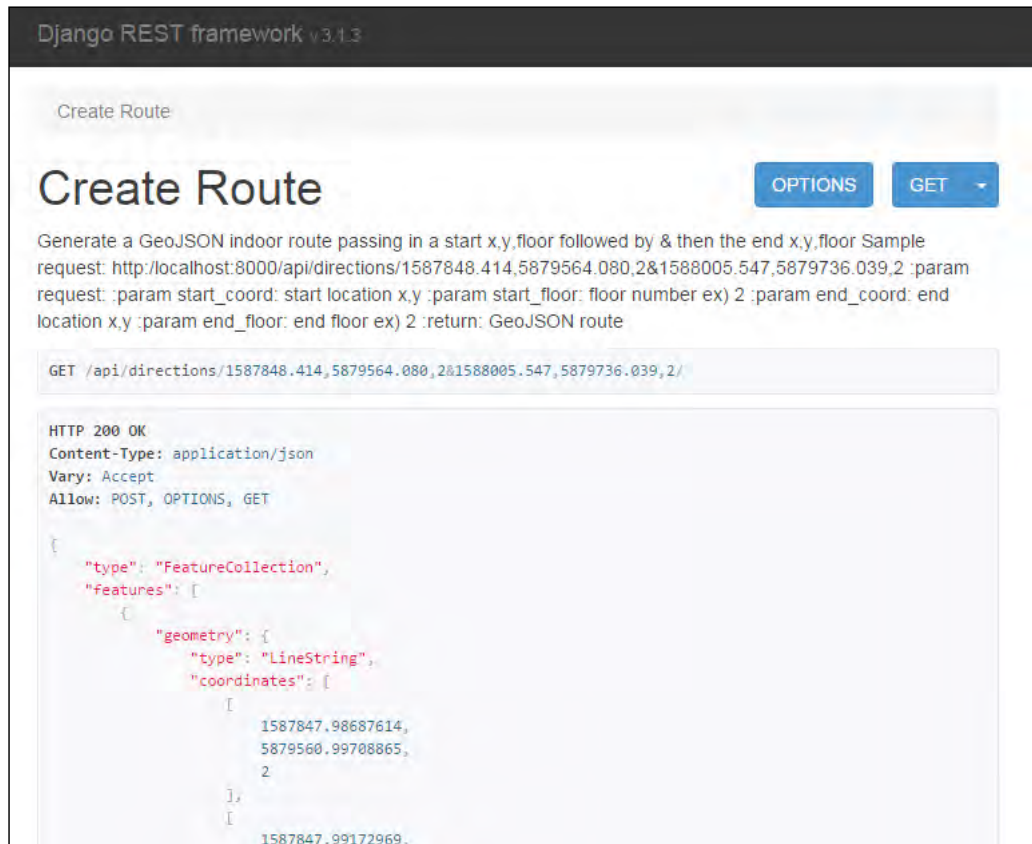 Django REST framework v 3.1.3
Create Route
Create Route
OPTIONS
GET
Generate a GeoJSON indoor route passing in a start x,y,floor followed by & then the end x,y,floor Sample
request: http:/localhost:8000/api/directions/1587848.414,5879564.080,2&1588005.547,5879736.039,2 :param
request: :param start_coord: start location x,y :param start_floor: floor number ex) 2 :param end_coord: end
location x,y :param end_floor: end floor ex) 2 :return: GeoJSON route
GET /api/directions/1587848.414,5879564.080,2&1588005.547,5879736.039,2/
HTTP 200 OK
Content-Type: application/json
Vary: Accept
Allow: POST, OPTIONS, GET
{
"type": "FeatureCollection",
"features": [
{
"geometry": {
"type": "LineString",
"coordinates": [
[
1587847.98687614,
5879560.99708865,
2
],
[
1587847.99172969,